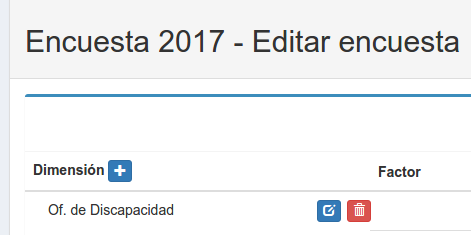 Encuesta 2017 - Editar encuesta
Dimensión
Factor
Of. de Discapacidad